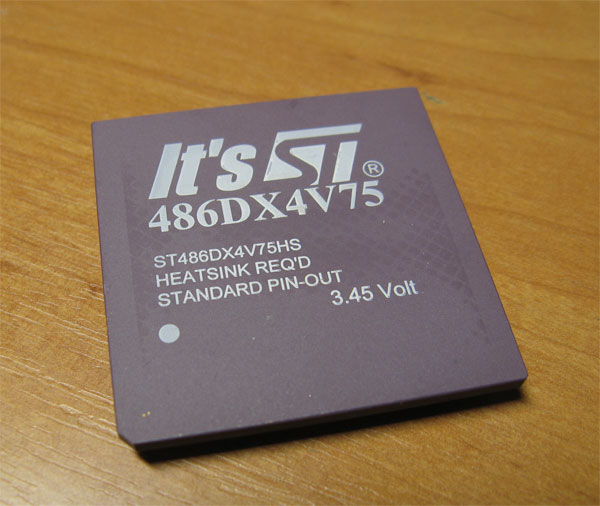 It's ST®
486DX4V75
ST486DX4V75HS
HEATSINK REQ'D
STANDARD PIN-OUT
3.45 Volt